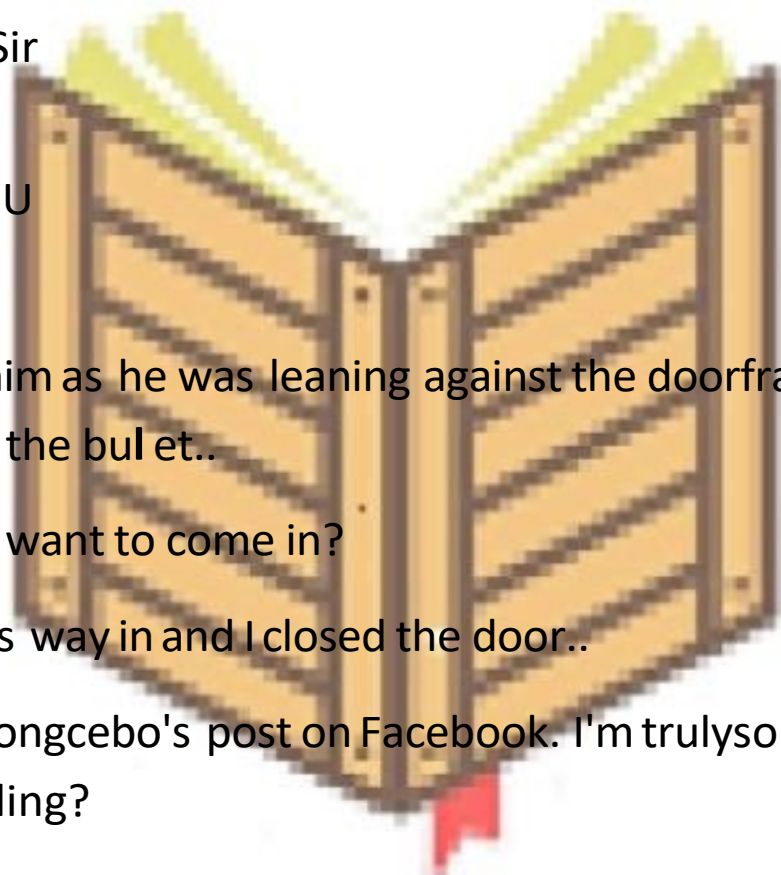 Sir
U
him as he was leaning against the doorfra
the bul et..
want to come in?
s way in and I closed the door..
ongcebo's post on Facebook. I'm trulyso
ling?